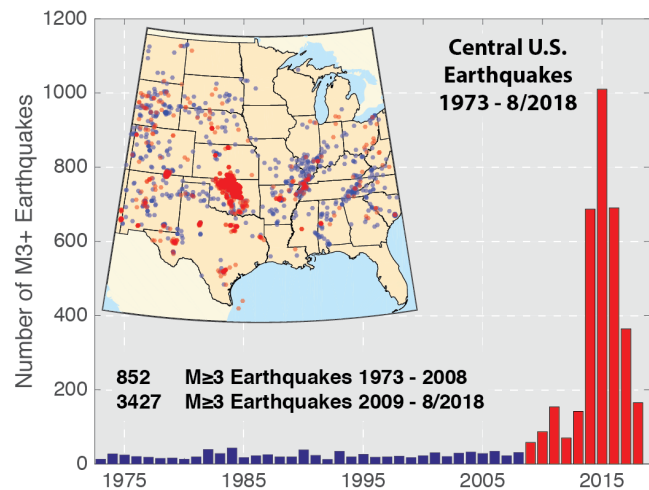 Central U.S.
Earthquakes
1973 - 8/2018
Number of M3+ Earthquakes
1200
1000
800
600
400
200
0
852 M≥3 Earthquakes 1973 - 2008
3427 M≥3 Earthquakes 2009 - 8/2018
1975 1985 1995 2005 2015